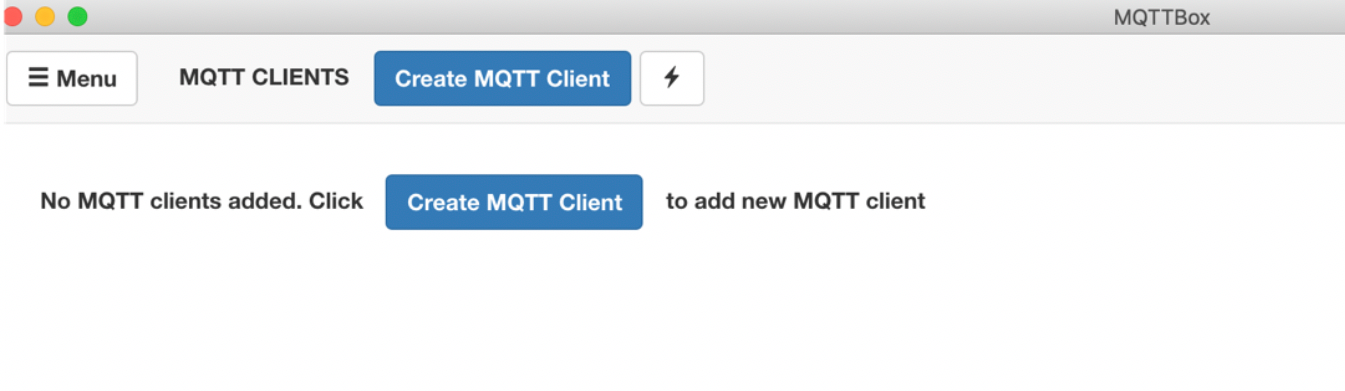 MQTTBox
Menu MQTT CLIENTS Create MQTT Client
No MQTT clients added. Click Create MQTT Client to add new MQTT client